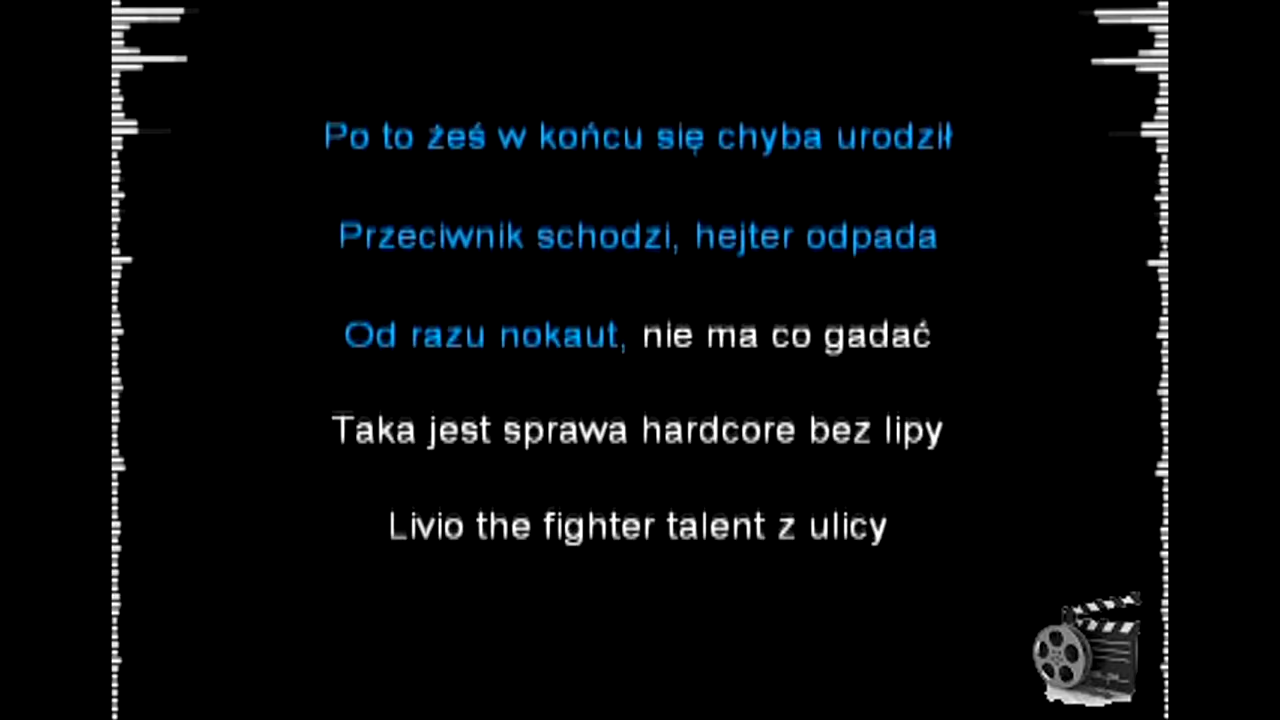 Po to żeś w końcu się chyba urodził
Przeciwnik schodzi, hejter odpada
Od razu nokaut, nie ma co gadać
Taka jest sprawa hardcore bez lipy
Livio the fighter talent z ulicy